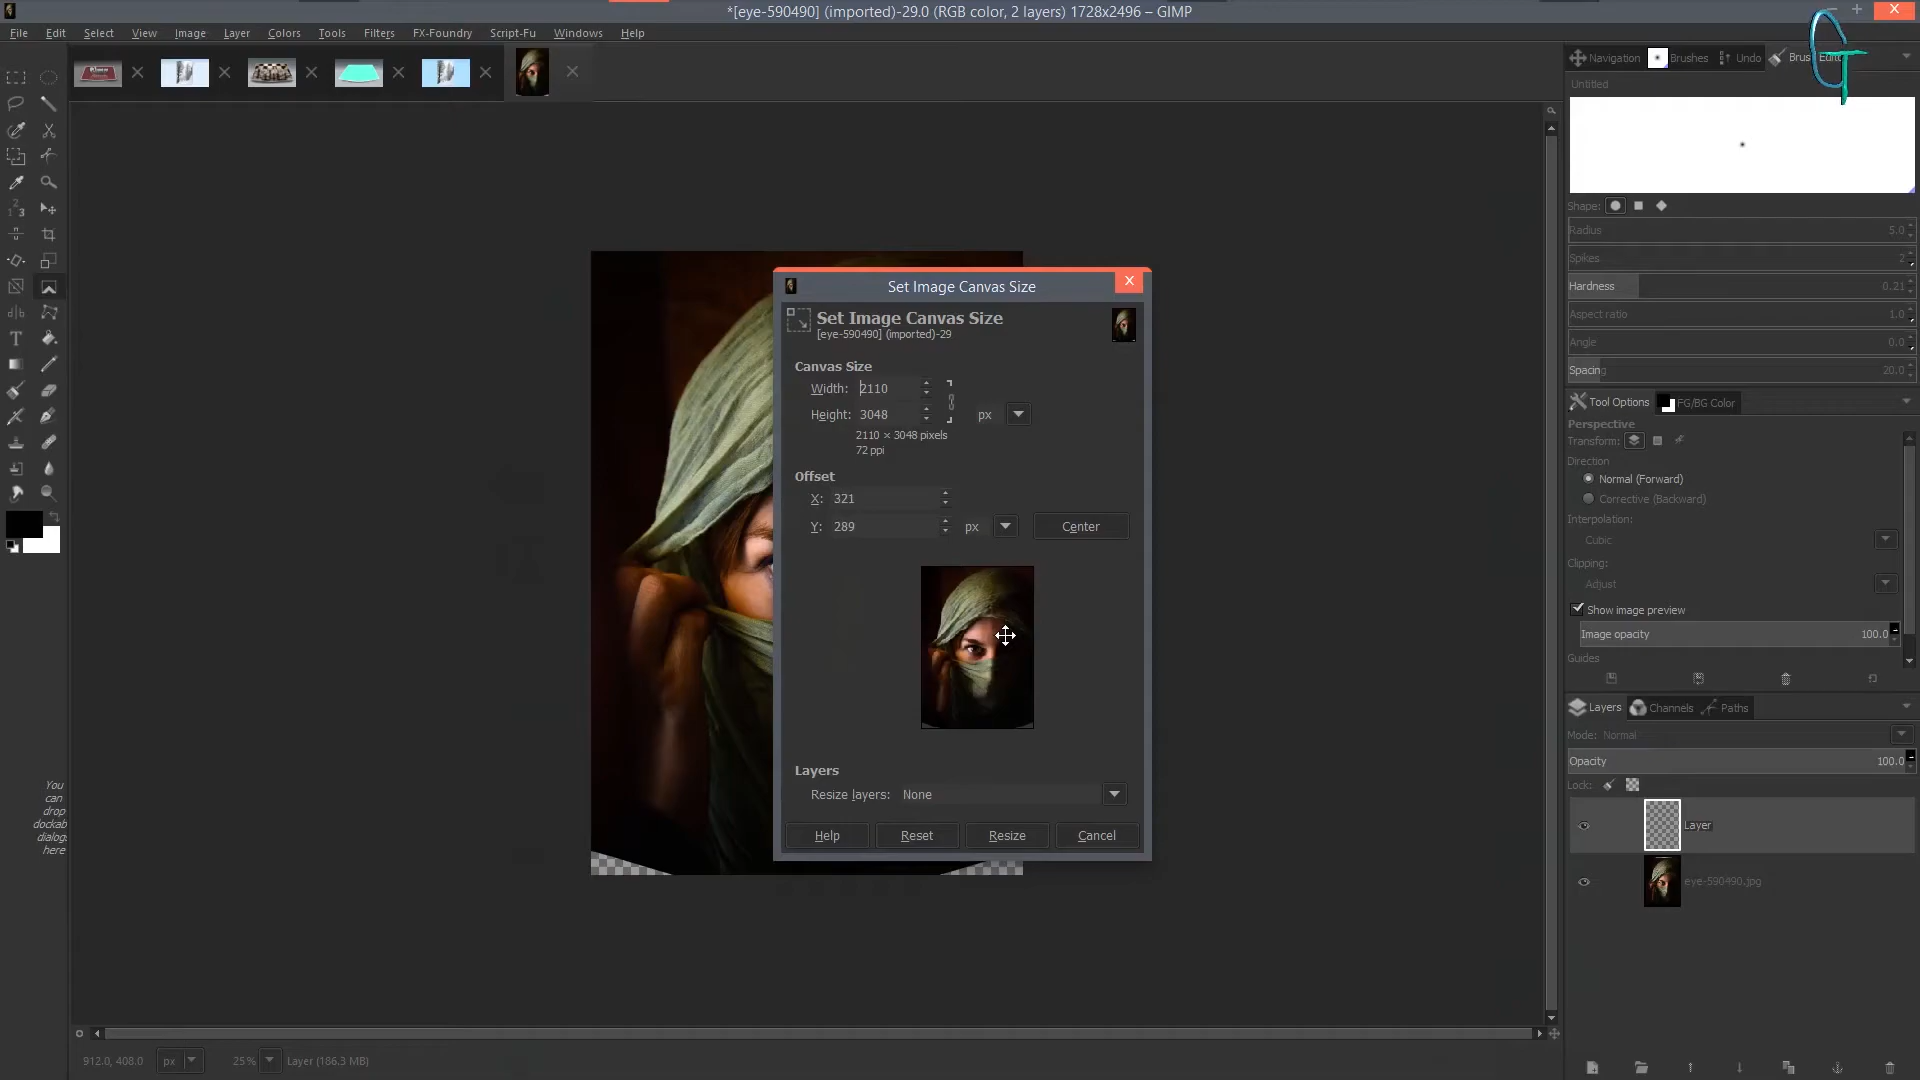 *[eye-590490] (imported)-29.0 (RGB color, 2 layers) 1728x2496 – GIMP
File Edit Select View Image Layer Colors Tools Filters FX-Foundry Script-Fu Windows Help
Navigation Brushes Undo
Untitled
Shape:
Radius 5.0
Spikes 2
Hardness 0.21
Aspect ratio 1.0
Angle 0.0
Spacing 20.0
Tool Options FG/BG Color
Perspective
Transform:
Direction
Normal (Forward)
Corrective (Backward)
Interpolation:
Cubic
Clipping:
Adjust
Show image preview
Image opacity 100.0
Guides
Layers Channels Paths
Mode: Normal
Opacity 100.0
Lock:
Layer
eye-590490.jpg
Set Image Canvas Size
Set Image Canvas Size
[eye-590490] (imported)-29
Canvas Size
Width: 2110
Height: 3048 px
2110 × 3048 pixels
72 ppi
Offset
X: 321
Y: 289 px Center
Layers
Resize layers: None
Help Reset Resize Cancel
You
can
drop
dockab
dialog
here
912.0, 408.0 px 25% Layer (186.3 MB)